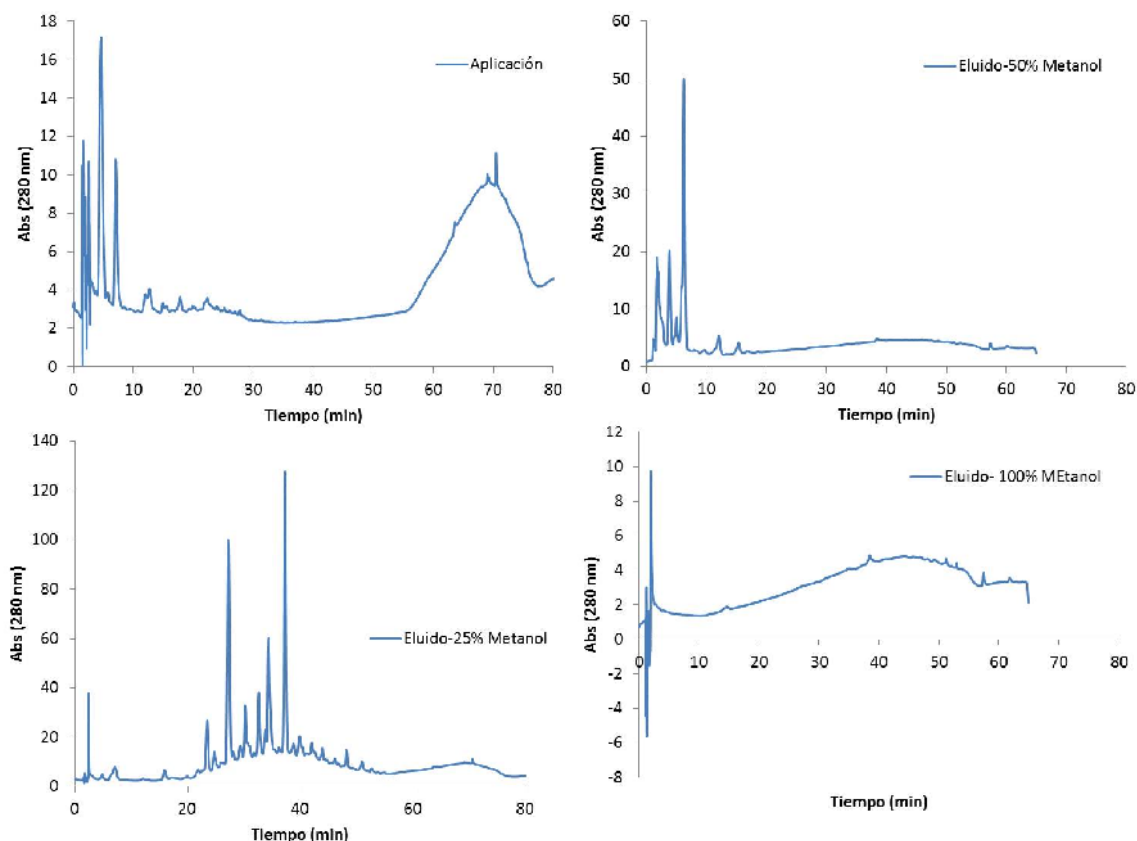 18
16
14
12
10
8
6
4
2
0
Abs (280 nm)
Aplicación
0 10 20 30 40 50 60 70 80
Tiempo (min)
60
50
40
30
20
10
0
Abs (280 nm)
Eluido-50% Metanol
0 10 20 30 40 50 60 70 80
Tiempo (min)
140
120
100
80
60
40
20
0
Abs (280 nm)
Eluido-25% Metanol
0 20 40 60 80
Tiempo (min)
12
10
8
6
4
2
0
-2
-4
-6
-8
Abs (280 nm)
Eluido- 100% MEtanol
0 10 20 30 40 50 60 70 80
Tiempo (min)